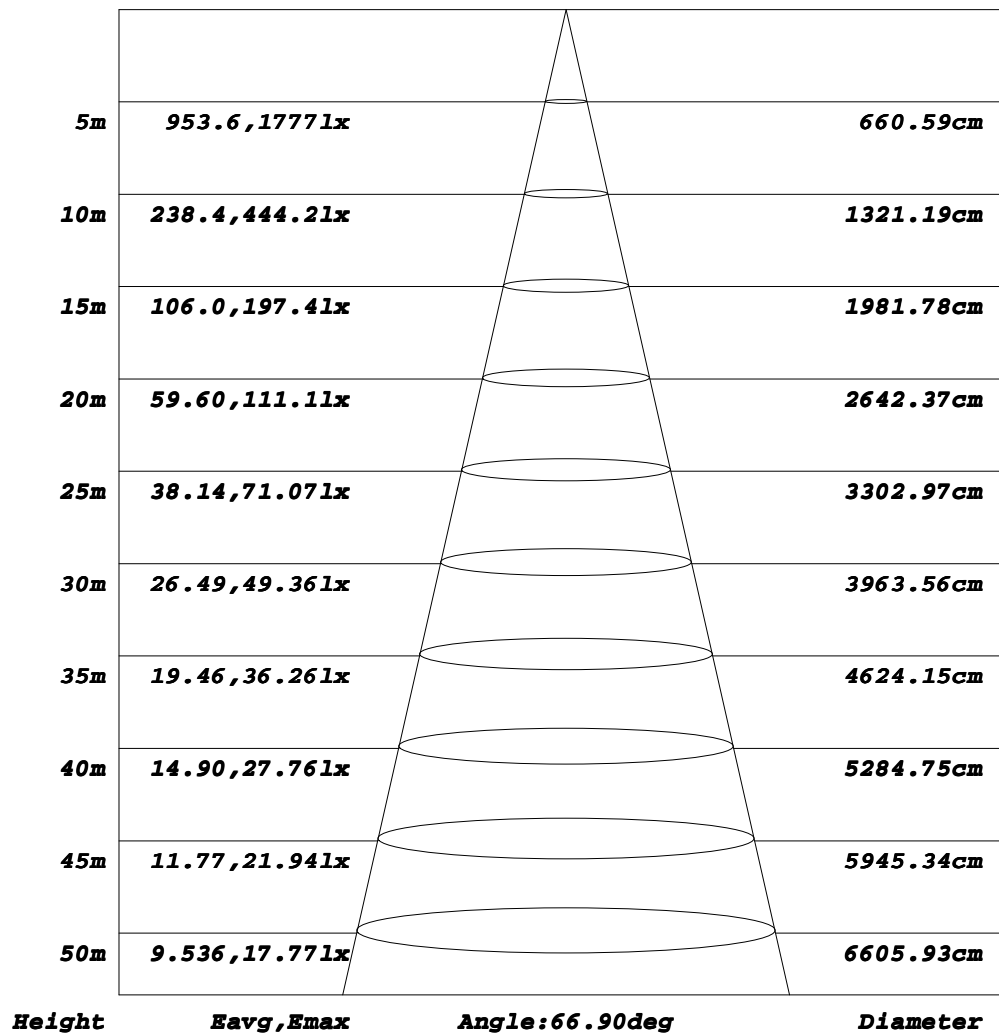 5m 953.6,1777lx 660.59cm
10m 238.4,444.2lx 1321.19cm
15m 106.0,197.4lx 1981.78cm
20m 59.60,111.1lx 2642.37cm
25m 38.14,71.07lx 3302.97cm
30m 26.49,49.36lx 3963.56cm
35m 19.46,36.26lx 4624.15cm
40m 14.90,27.76lx 5284.75cm
45m 11.77,21.94lx 5945.34cm
50m 9.536,17.77lx 6605.93cm
Height Eavg,Emax Angle:66.90deg Diameter